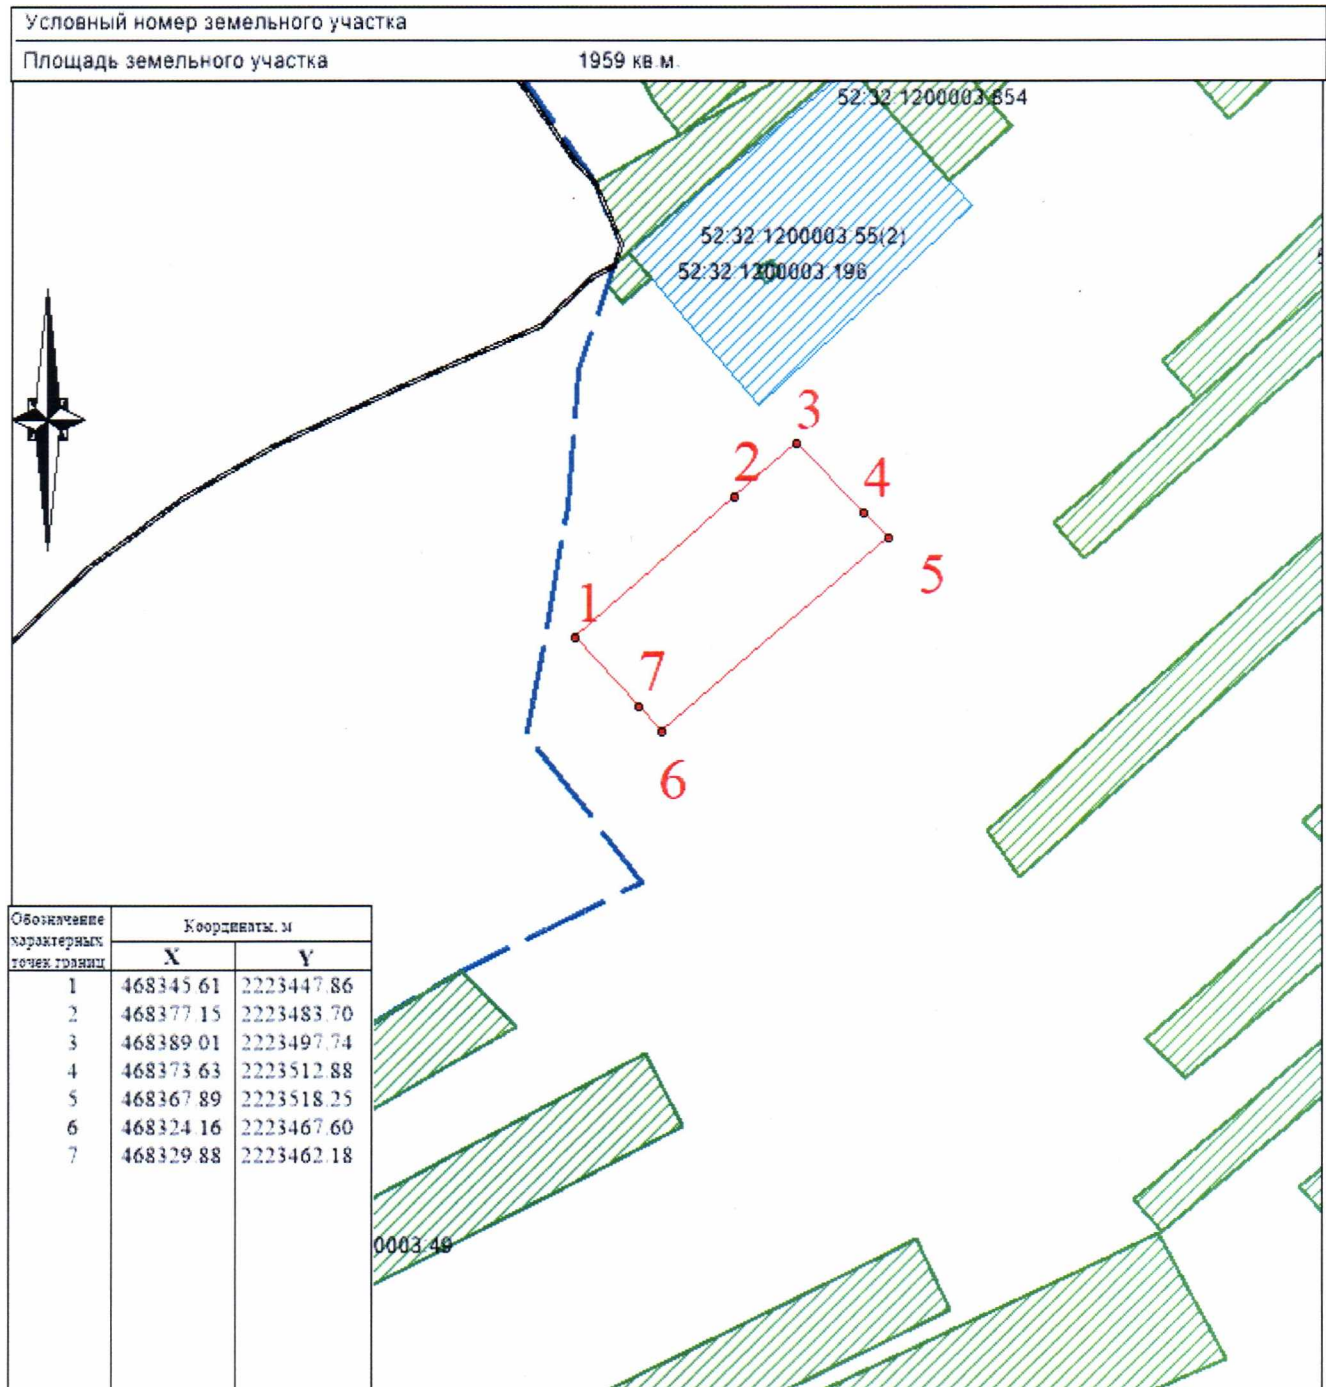 Условный номер земельного участка
Площадь земельного участка 1959 кв.м.
52:32:1200003:854
52:32:1200003:55(2)
52:32:1200003:196
3
2
4
5
1
7
6
Обозначение характерных точек границ
Координаты, м
X Y
1 468345.61 2223447.86
2 468377.15 2223483.70
3 468389.01 2223497.74
4 468373.63 2223512.88
5 468367.89 2223518.25
6 468324.16 2223467.60
7 468329.88 2223462.18
0003:49